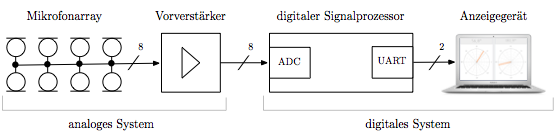 Mikrofonarray Vorverstärker digitaler Signalprozessor Anzeigegerät
8 8 2
ADC UART
analoges System digitales System